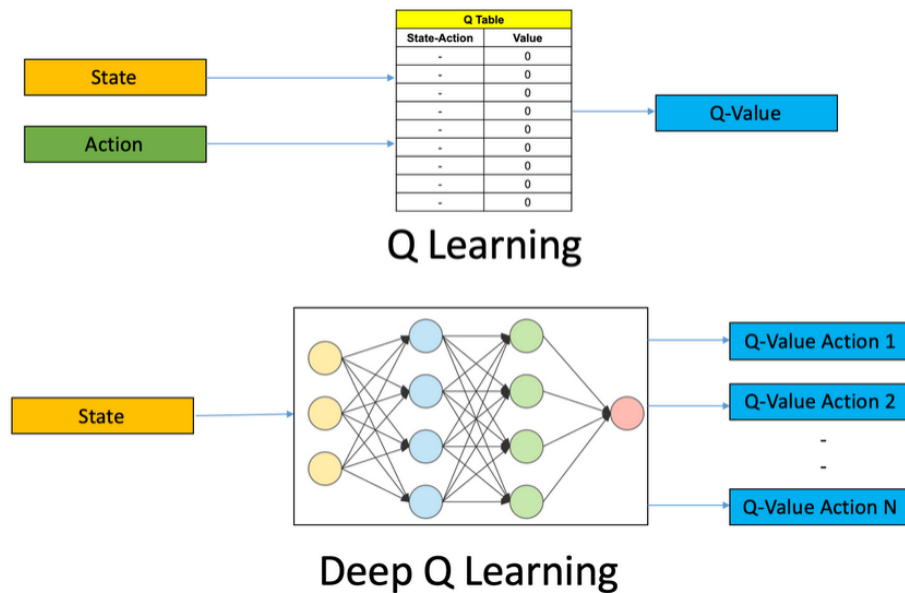 Q Table
State-Action Value
- 0
- 0
- 0
- 0
- 0
- 0
- 0
- 0
- 0
State
Action
Q-Value
Q Learning
State
Q-Value Action 1
Q-Value Action 2
-
-
Q-Value Action N
Deep Q Learning